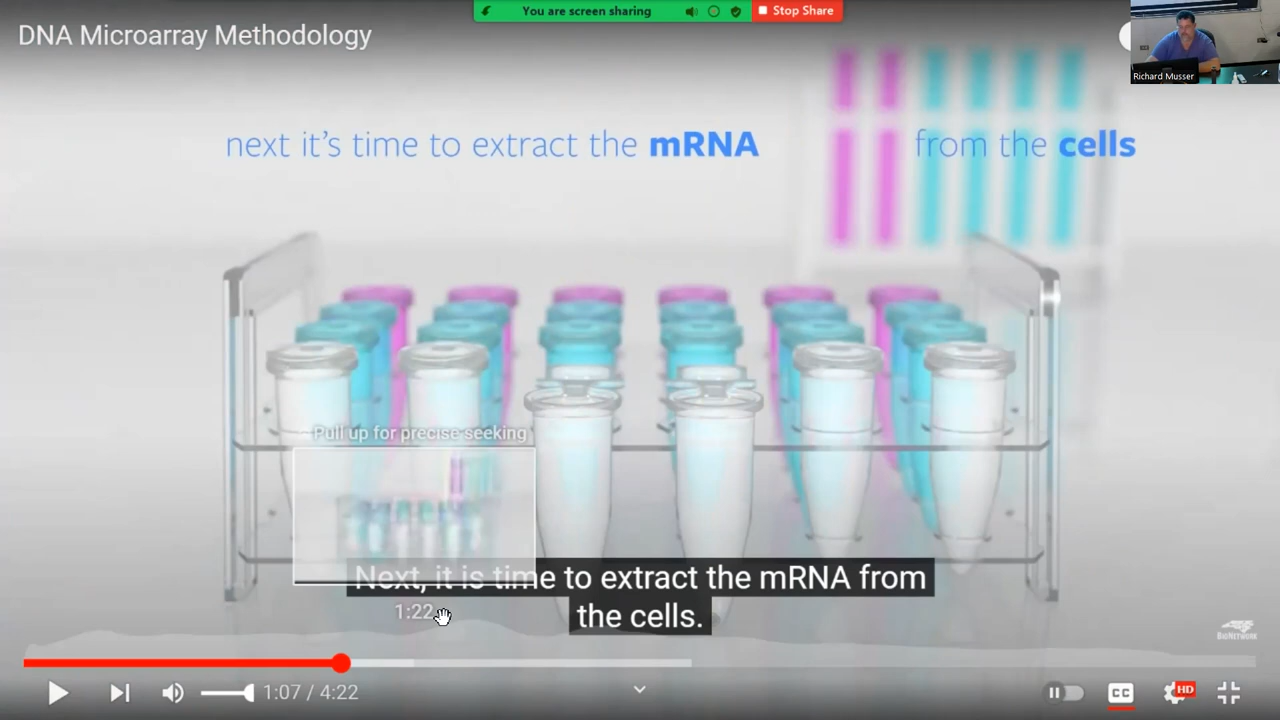 You are screen sharing
Stop Share
DNA Microarray Methodology
Richard Musser
next it's time to extract the mRNA from the cells
Pull up for precise seeking
Next, it is time to extract the mRNA from
the cells.
1:22
BIONETWORK
1:07 / 4:22
CC
HD